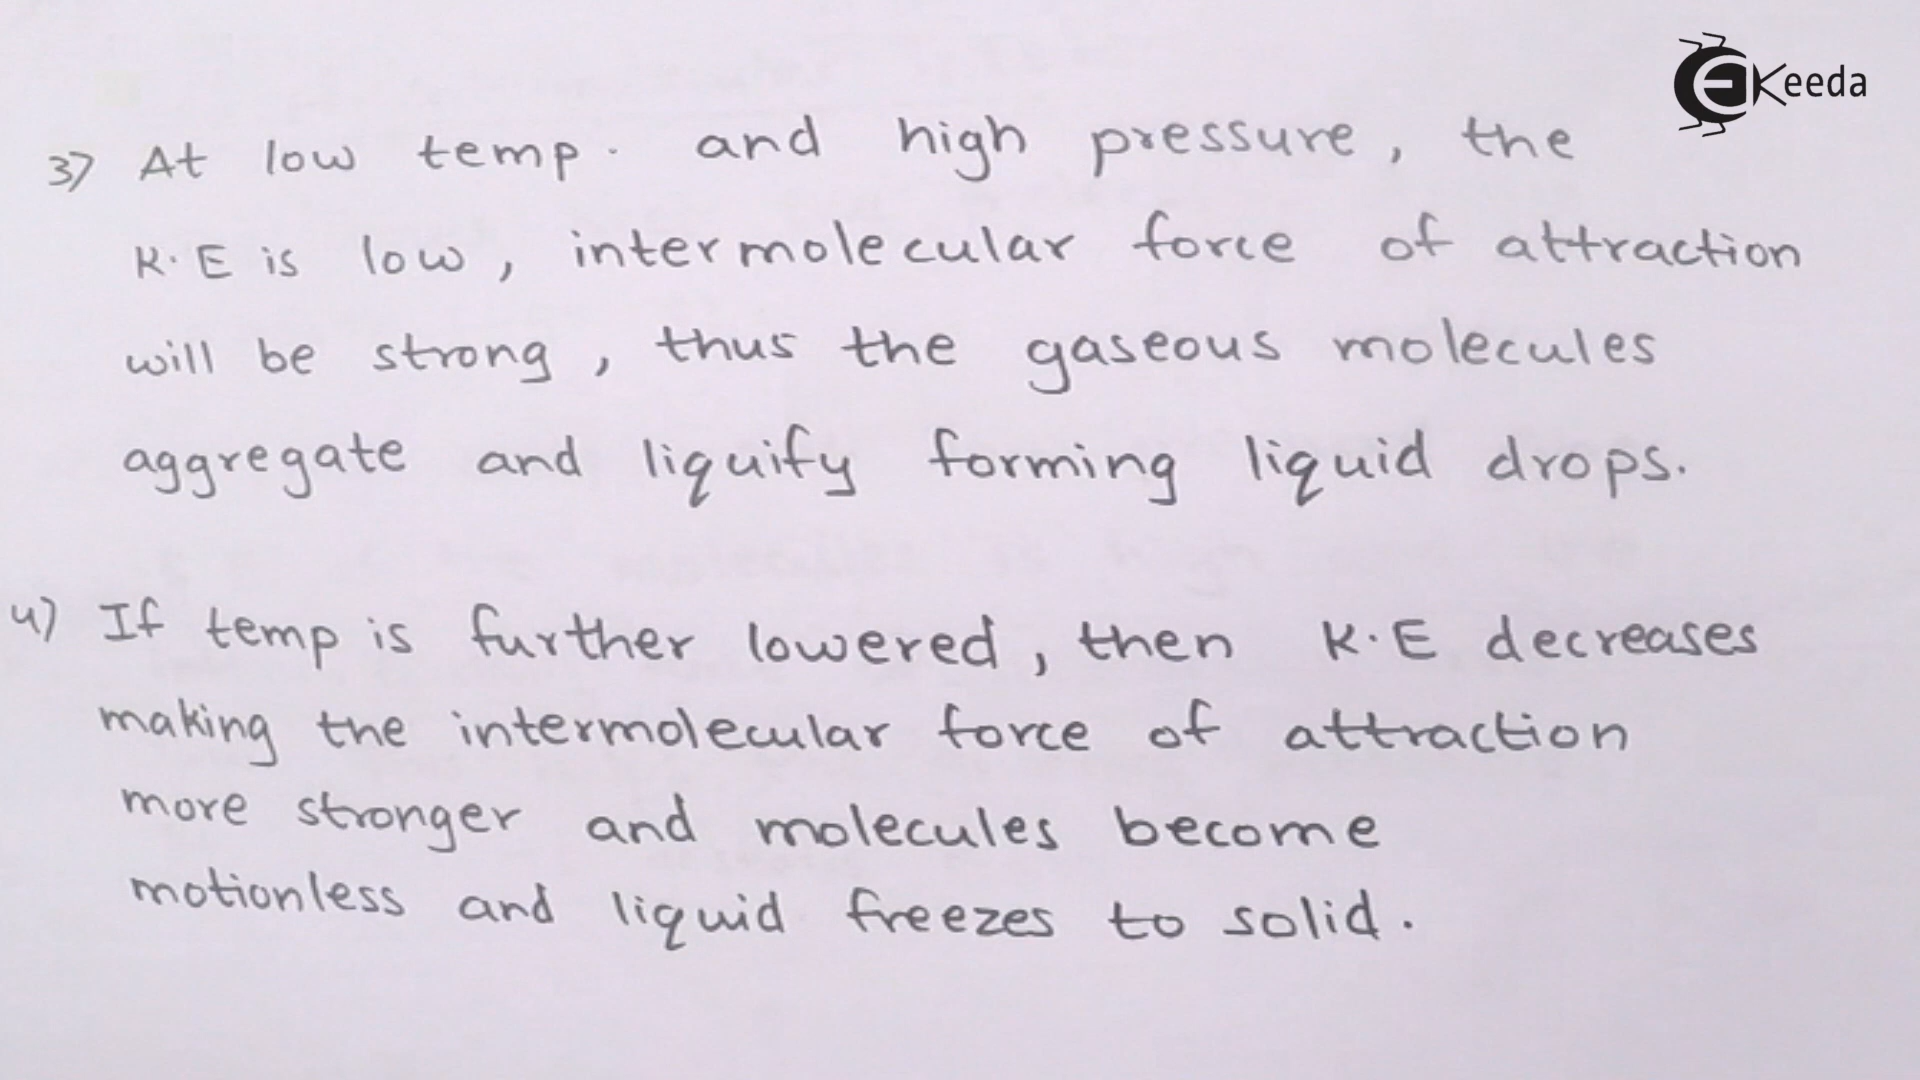 EKeeda
3) At low temp. and high pressure, the
K.E is low, intermolecular force of attraction
will be strong, thus the gaseous molecules
aggregate and liquify forming liquid drops.
4) If temp is further lowered, then K.E decreases
making the intermolecular force of attraction
more stronger and molecules become
motionless and liquid freezes to solid.